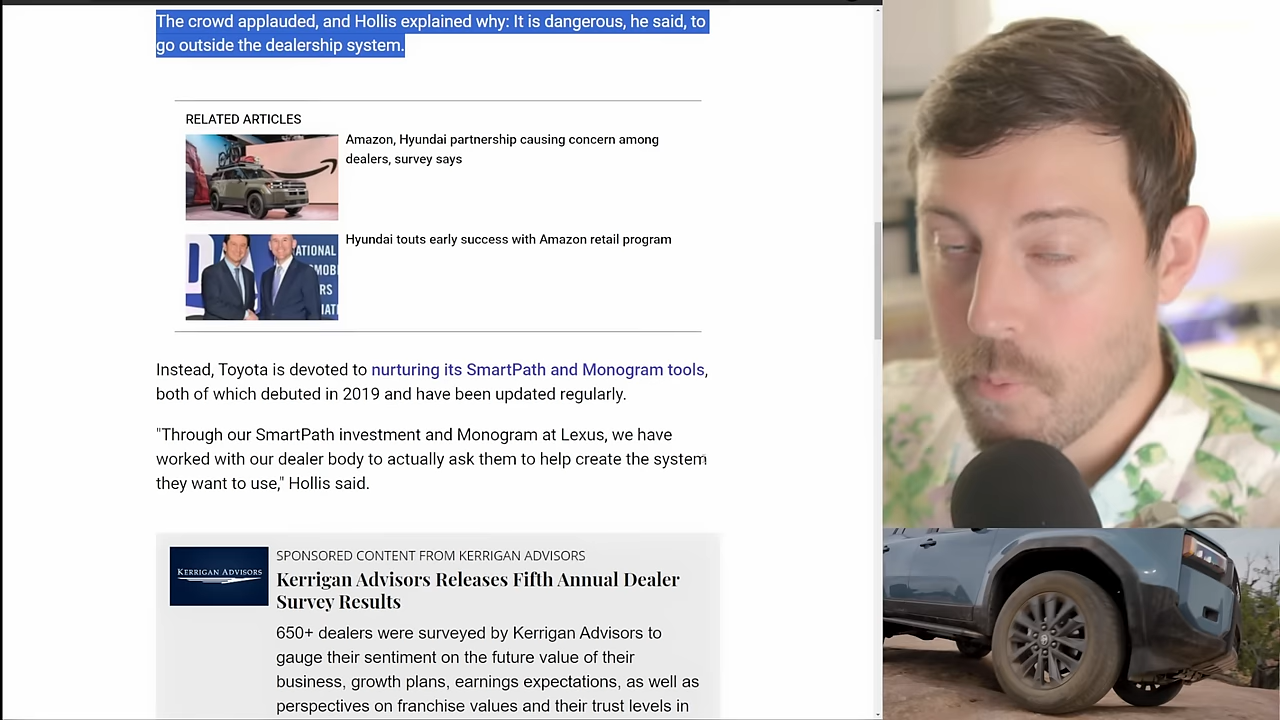 The crowd applauded, and Hollis explained why: It is dangerous, he said, to
go outside the dealership system.
RELATED ARTICLES
Amazon, Hyundai partnership causing concern among
dealers, survey says
Hyundai touts early success with Amazon retail program
ATIONAL
MOBI
RS
IAT
Instead, Toyota is devoted to nurturing its SmartPath and Monogram tools,
both of which debuted in 2019 and have been updated regularly.
"Through our SmartPath investment and Monogram at Lexus, we have
worked with our dealer body to actually ask them to help create the system
they want to use," Hollis said.
SPONSORED CONTENT FROM KERRIGAN ADVISORS
KERRIGAN ADVISORS
Kerrigan Advisors Releases Fifth Annual Dealer
Survey Results
650+ dealers were surveyed by Kerrigan Advisors to
gauge their sentiment on the future value of their
business, growth plans, earnings expectations, as well as
perspectives on franchise values and their trust levels in